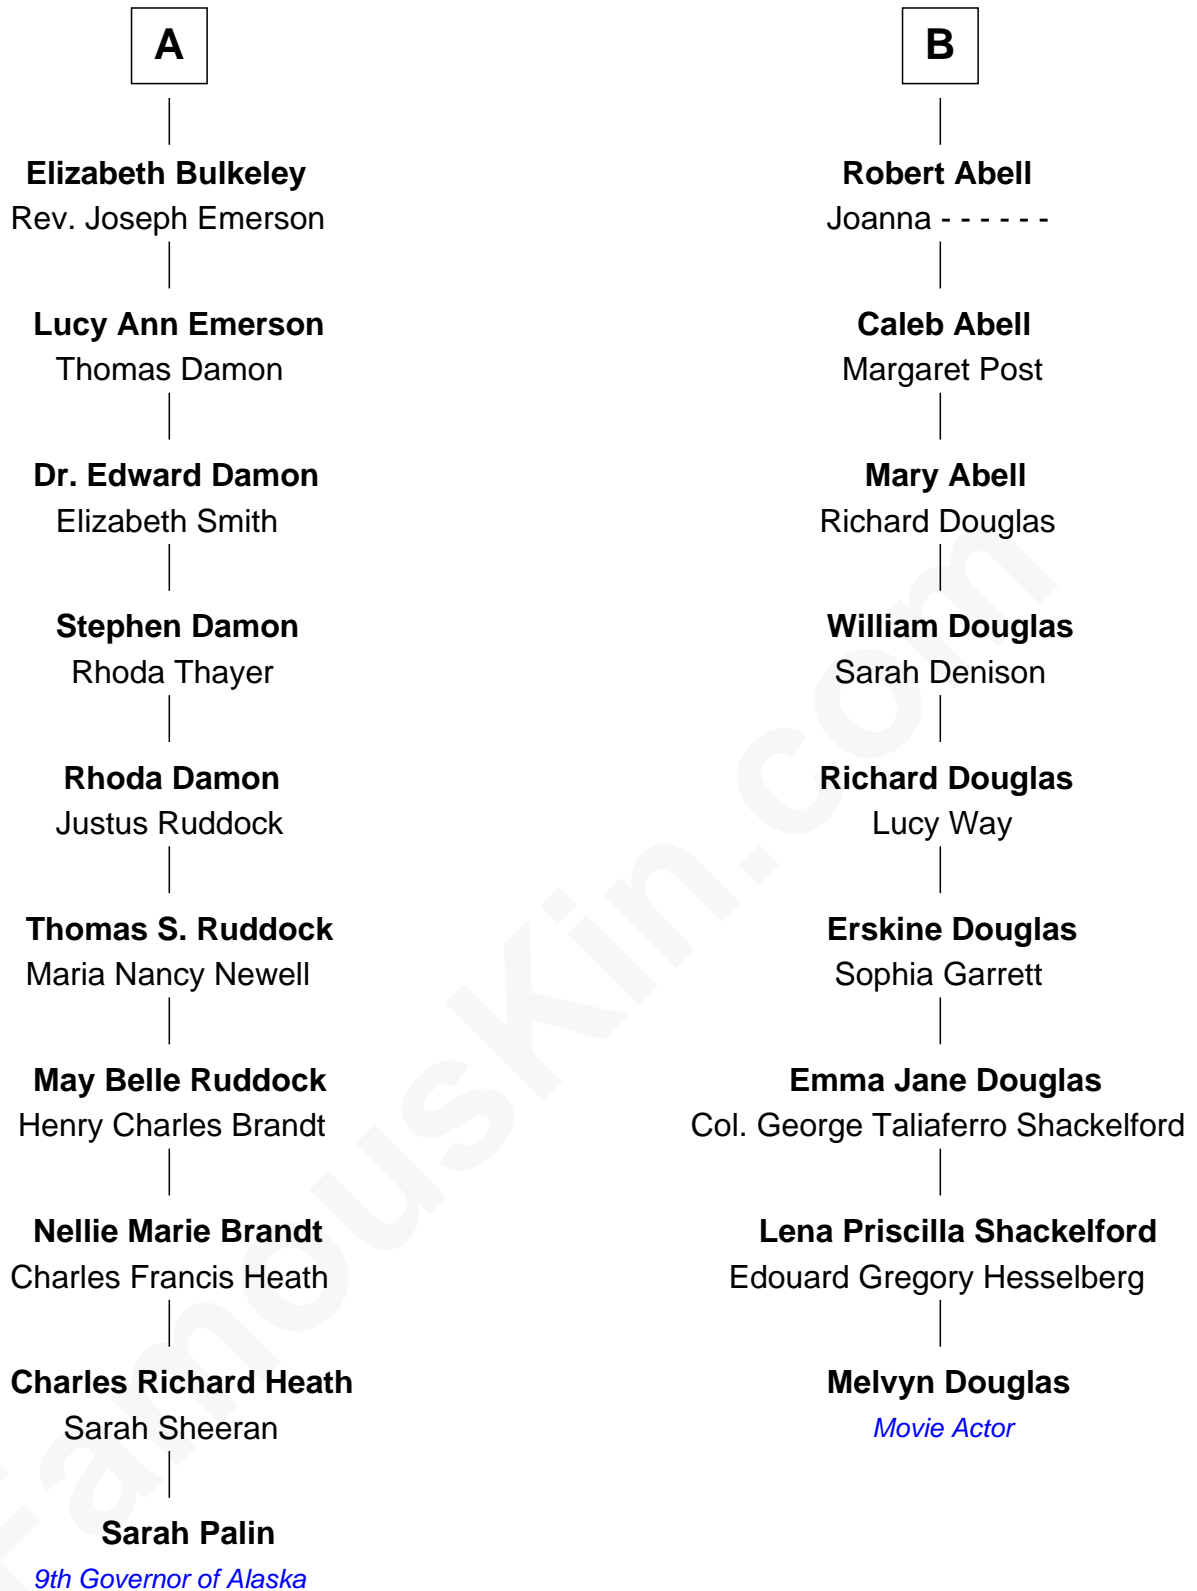 A
Elizabeth Bulkeley
Rev. Joseph Emerson
Lucy Ann Emerson
Thomas Damon
Dr. Edward Damon
Elizabeth Smith
Stephen Damon
Rhoda Thayer
Rhoda Damon
Justus Ruddock
Thomas S. Ruddock
Maria Nancy Newell
May Belle Ruddock
Henry Charles Brandt
Nellie Marie Brandt
Charles Francis Heath
Charles Richard Heath
Sarah Sheeran
Sarah Palin
9th Governor of Alaska
B
Robert Abell
Joanna - - - - - -
Caleb Abell
Margaret Post
Mary Abell
Richard Douglas
William Douglas
Sarah Denison
Richard Douglas
Lucy Way
Erskine Douglas
Sophia Garrett
Emma Jane Douglas
Col. George Taliaferro Shackelford
Lena Priscilla Shackelford
Edouard Gregory Hesselberg
Melvyn Douglas
Movie Actor
FamousKin.com